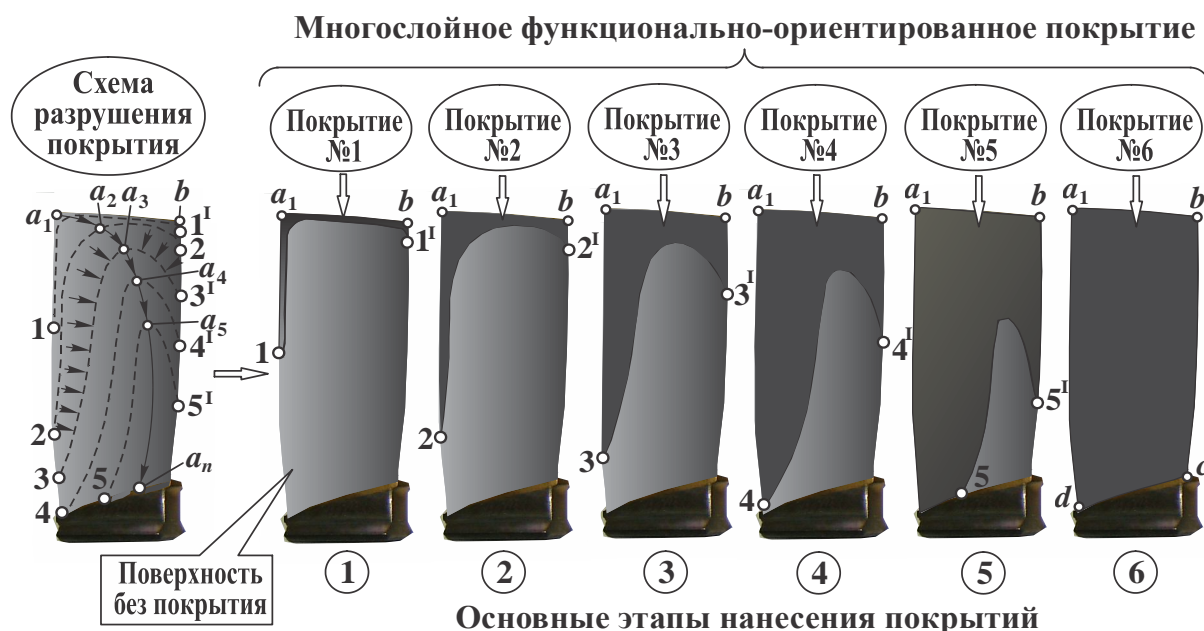 Многослойное функционально-ориентированное покрытие
Схема
разрушения
покрытия
Покрытие
№1
Покрытие
№2
Покрытие
№3
Покрытие
№4
Покрытие
№5
Покрытие
№6
a1 a2 a3 b
1I
2
a4
3I
a5
4I
5I
1
2
3
4
5
an
a1 b
1I
1
2I
2
a1 b
3I
3
a1 b
4I
4
a1 b
5I
5
a1 b
c
d
Поверхность
без покрытия
1 2 3 4 5 6
Основные этапы нанесения покрытий